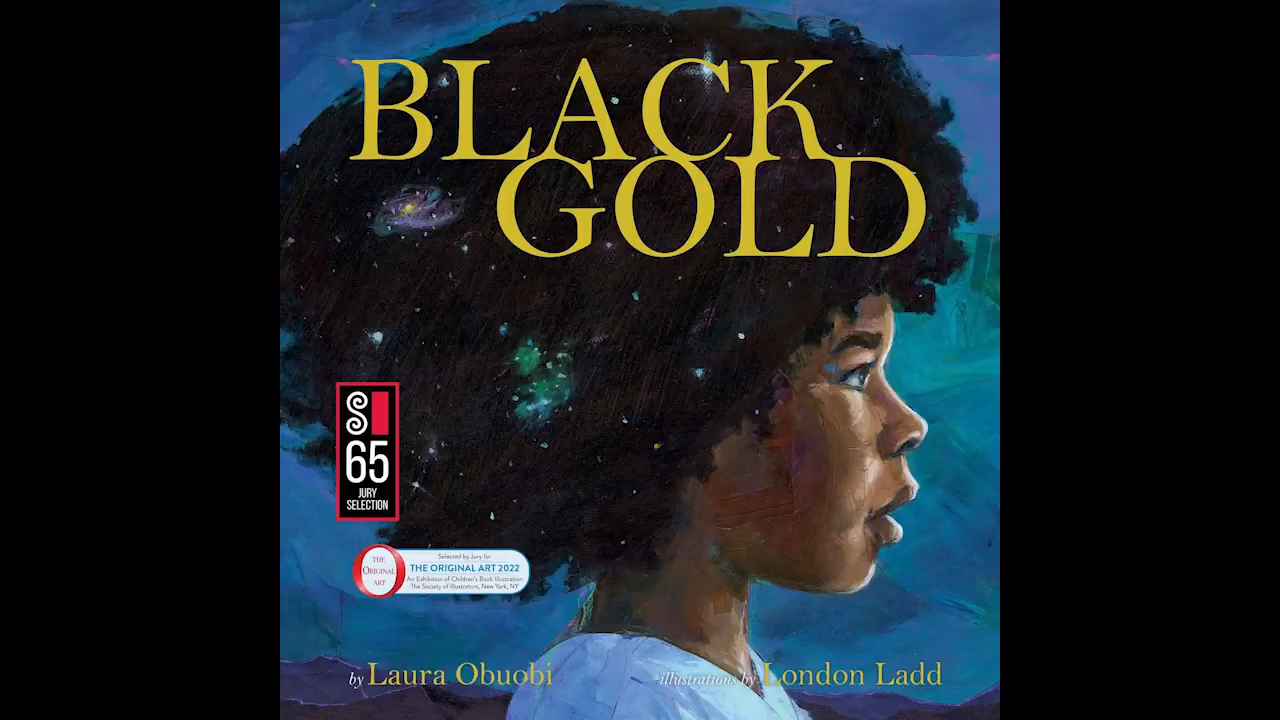 BLACK
GOLD
65
JURY
SELECTION
THE
ORIGINAL
ART
Selected by Jury for
THE ORIGINAL ART 2022
An Exhibition of Children's Book Illustration
The Society of Illustrators, New York, NY
by Laura Obuobi
illustrations by London Ladd